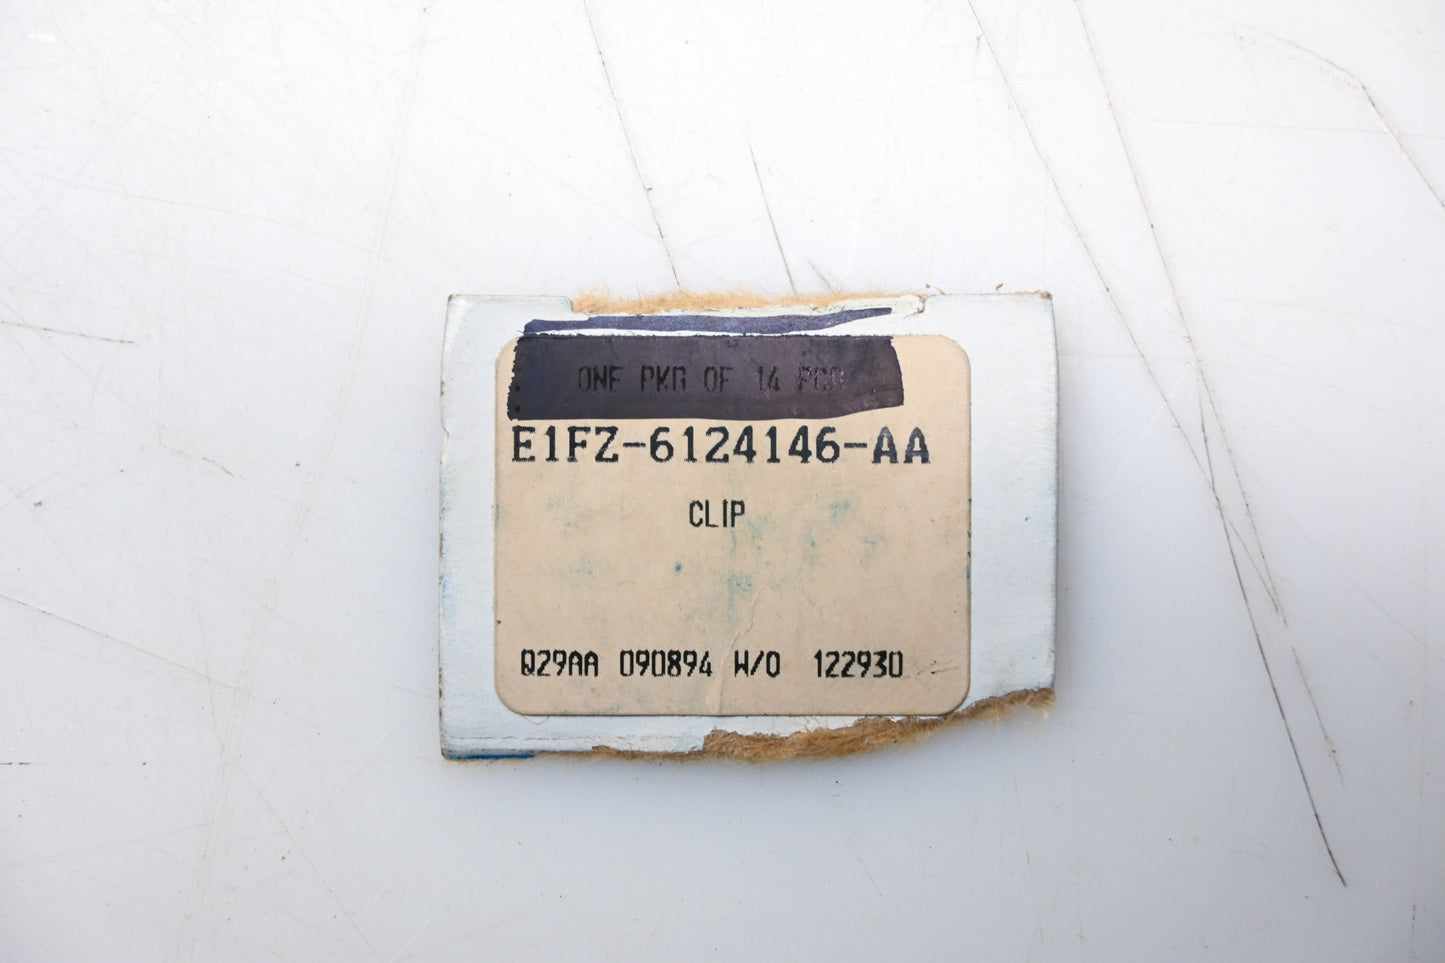 ONE PKG OF 14 PCS
E1FZ-6124146-AA
CLIP
Q29AA 090894 W/O 122930